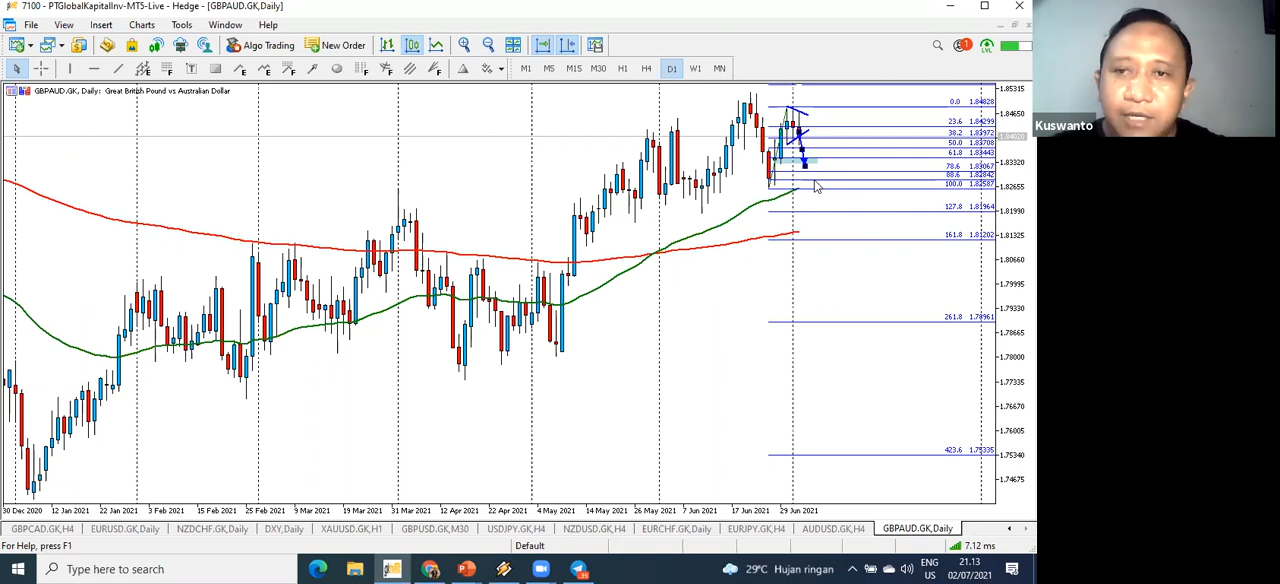 7100 - PTGlobalKapitalInv-MT5-Live - Hedge - [GBPAUD.GK,Daily]
File View Insert Charts Tools Window Help
Algo Trading New Order
1
LVL
M1 M5 M15 M30 H1 H4 D1 W1 MN
GBPAUD.GK, Daily: Great British Pound vs Australian Dollar
0.0 1.84828
23.6 1.84299
38.2 1.83972
50.0 1.83708
61.8 1.83443
78.6 1.83067
88.6 1.82842
100.0 1.82587
127.8 1.81964
161.8 1.81202
261.8 1.78961
423.6 1.75335
1.85315
1.84650
1.84020
1.83320
1.82655
1.81990
1.81325
1.80660
1.79995
1.79330
1.78665
1.78000
1.77335
1.76670
1.76005
1.75340
1.74675
30 Dec 2020 12 Jan 2021 22 Jan 2021 3 Feb 2021 15 Feb 2021 25 Feb 2021 9 Mar 2021 19 Mar 2021 31 Mar 2021 12 Apr 2021 22 Apr 2021 4 May 2021 14 May 2021 26 May 2021 7 Jun 2021 17 Jun 2021 29 Jun 2021
GBPCAD.GK,H4 EURUSD.GK,Daily NZDCHF.GK,Daily DXY,Daily XAUUSD.GK,H1 GBPUSD.GK,M30 USDJPY.GK,H4 NZDUSD.GK,H4 EURCHF.GK,Daily EURJPY.GK,H4 AUDUSD.GK,H4 GBPAUD.GK,Daily
For Help, press F1
Default
7.12 ms
Type here to search
29°C Hujan ringan
ENG
US
21.13
02/07/2021
Kuswanto